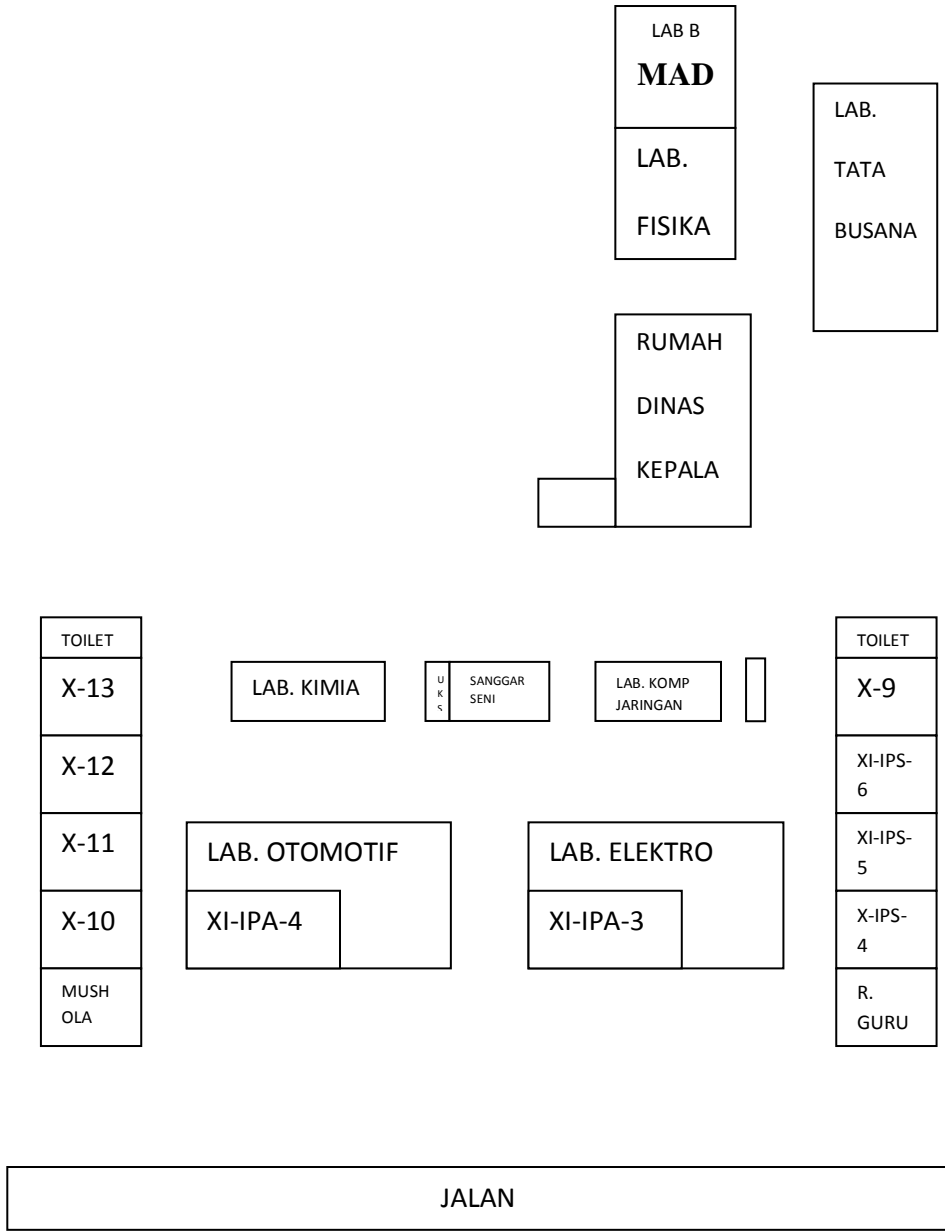 LAB B
MAD
LAB.
FISIKA
LAB.
TATA
BUSANA
RUMAH
DINAS
KEPALA
TOILET
X-13
X-12
X-11
X-10
MUSH
OLA
LAB. KIMIA
U
K
S
SANGGAR
SENI
LAB. KOMP
JARINGAN
LAB. OTOMOTIF
XI-IPA-4
LAB. ELEKTRO
XI-IPA-3
TOILET
X-9
XI-IPS-
6
XI-IPS-
5
X-IPS-
4
R.
GURU
JALAN